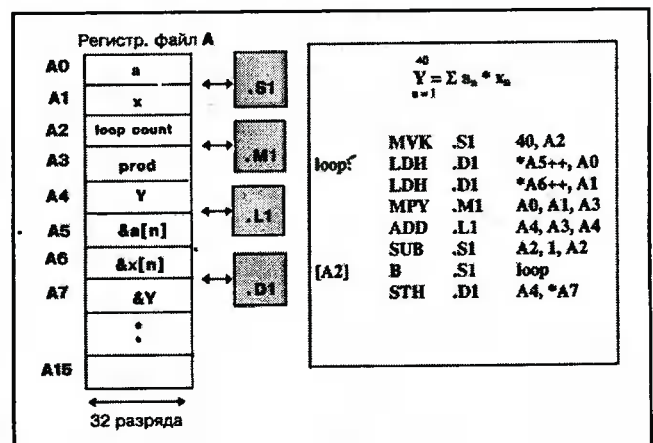 Регистр. файл A
A0 a
A1 x
A2 loop count
A3 prod
A4 Y
A5 &a[n]
A6 &x[n]
A7 &Y
A15
32 разряда
.S1
.M1
.L1
.D1
40
Y = Σ aₙ * xₙ
n = 1
MVK .S1 40, A2
loop: LDH .D1 *A5++, A0
LDH .D1 *A6++, A1
MPY .M1 A0, A1, A3
ADD .L1 A4, A3, A4
SUB .S1 A2, 1, A2
[A2] B .S1 loop
STH .D1 A4, *A7